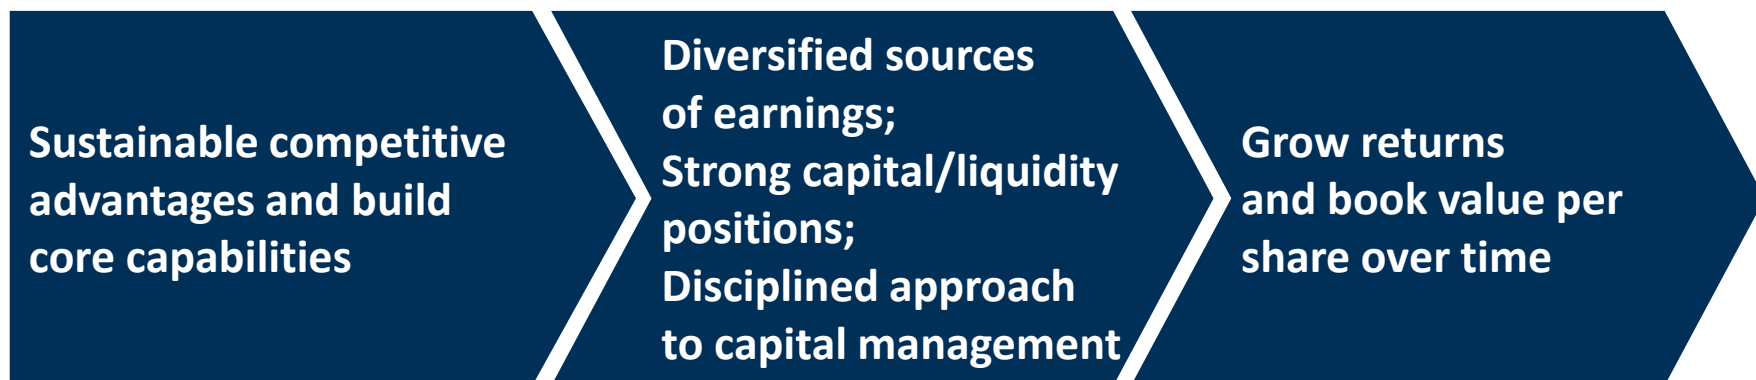 Sustainable competitive
advantages and build
core capabilities
Diversified sources
of earnings;
Strong capital/liquidity
positions;
Disciplined approach
to capital management
Grow returns
and book value per
share over time